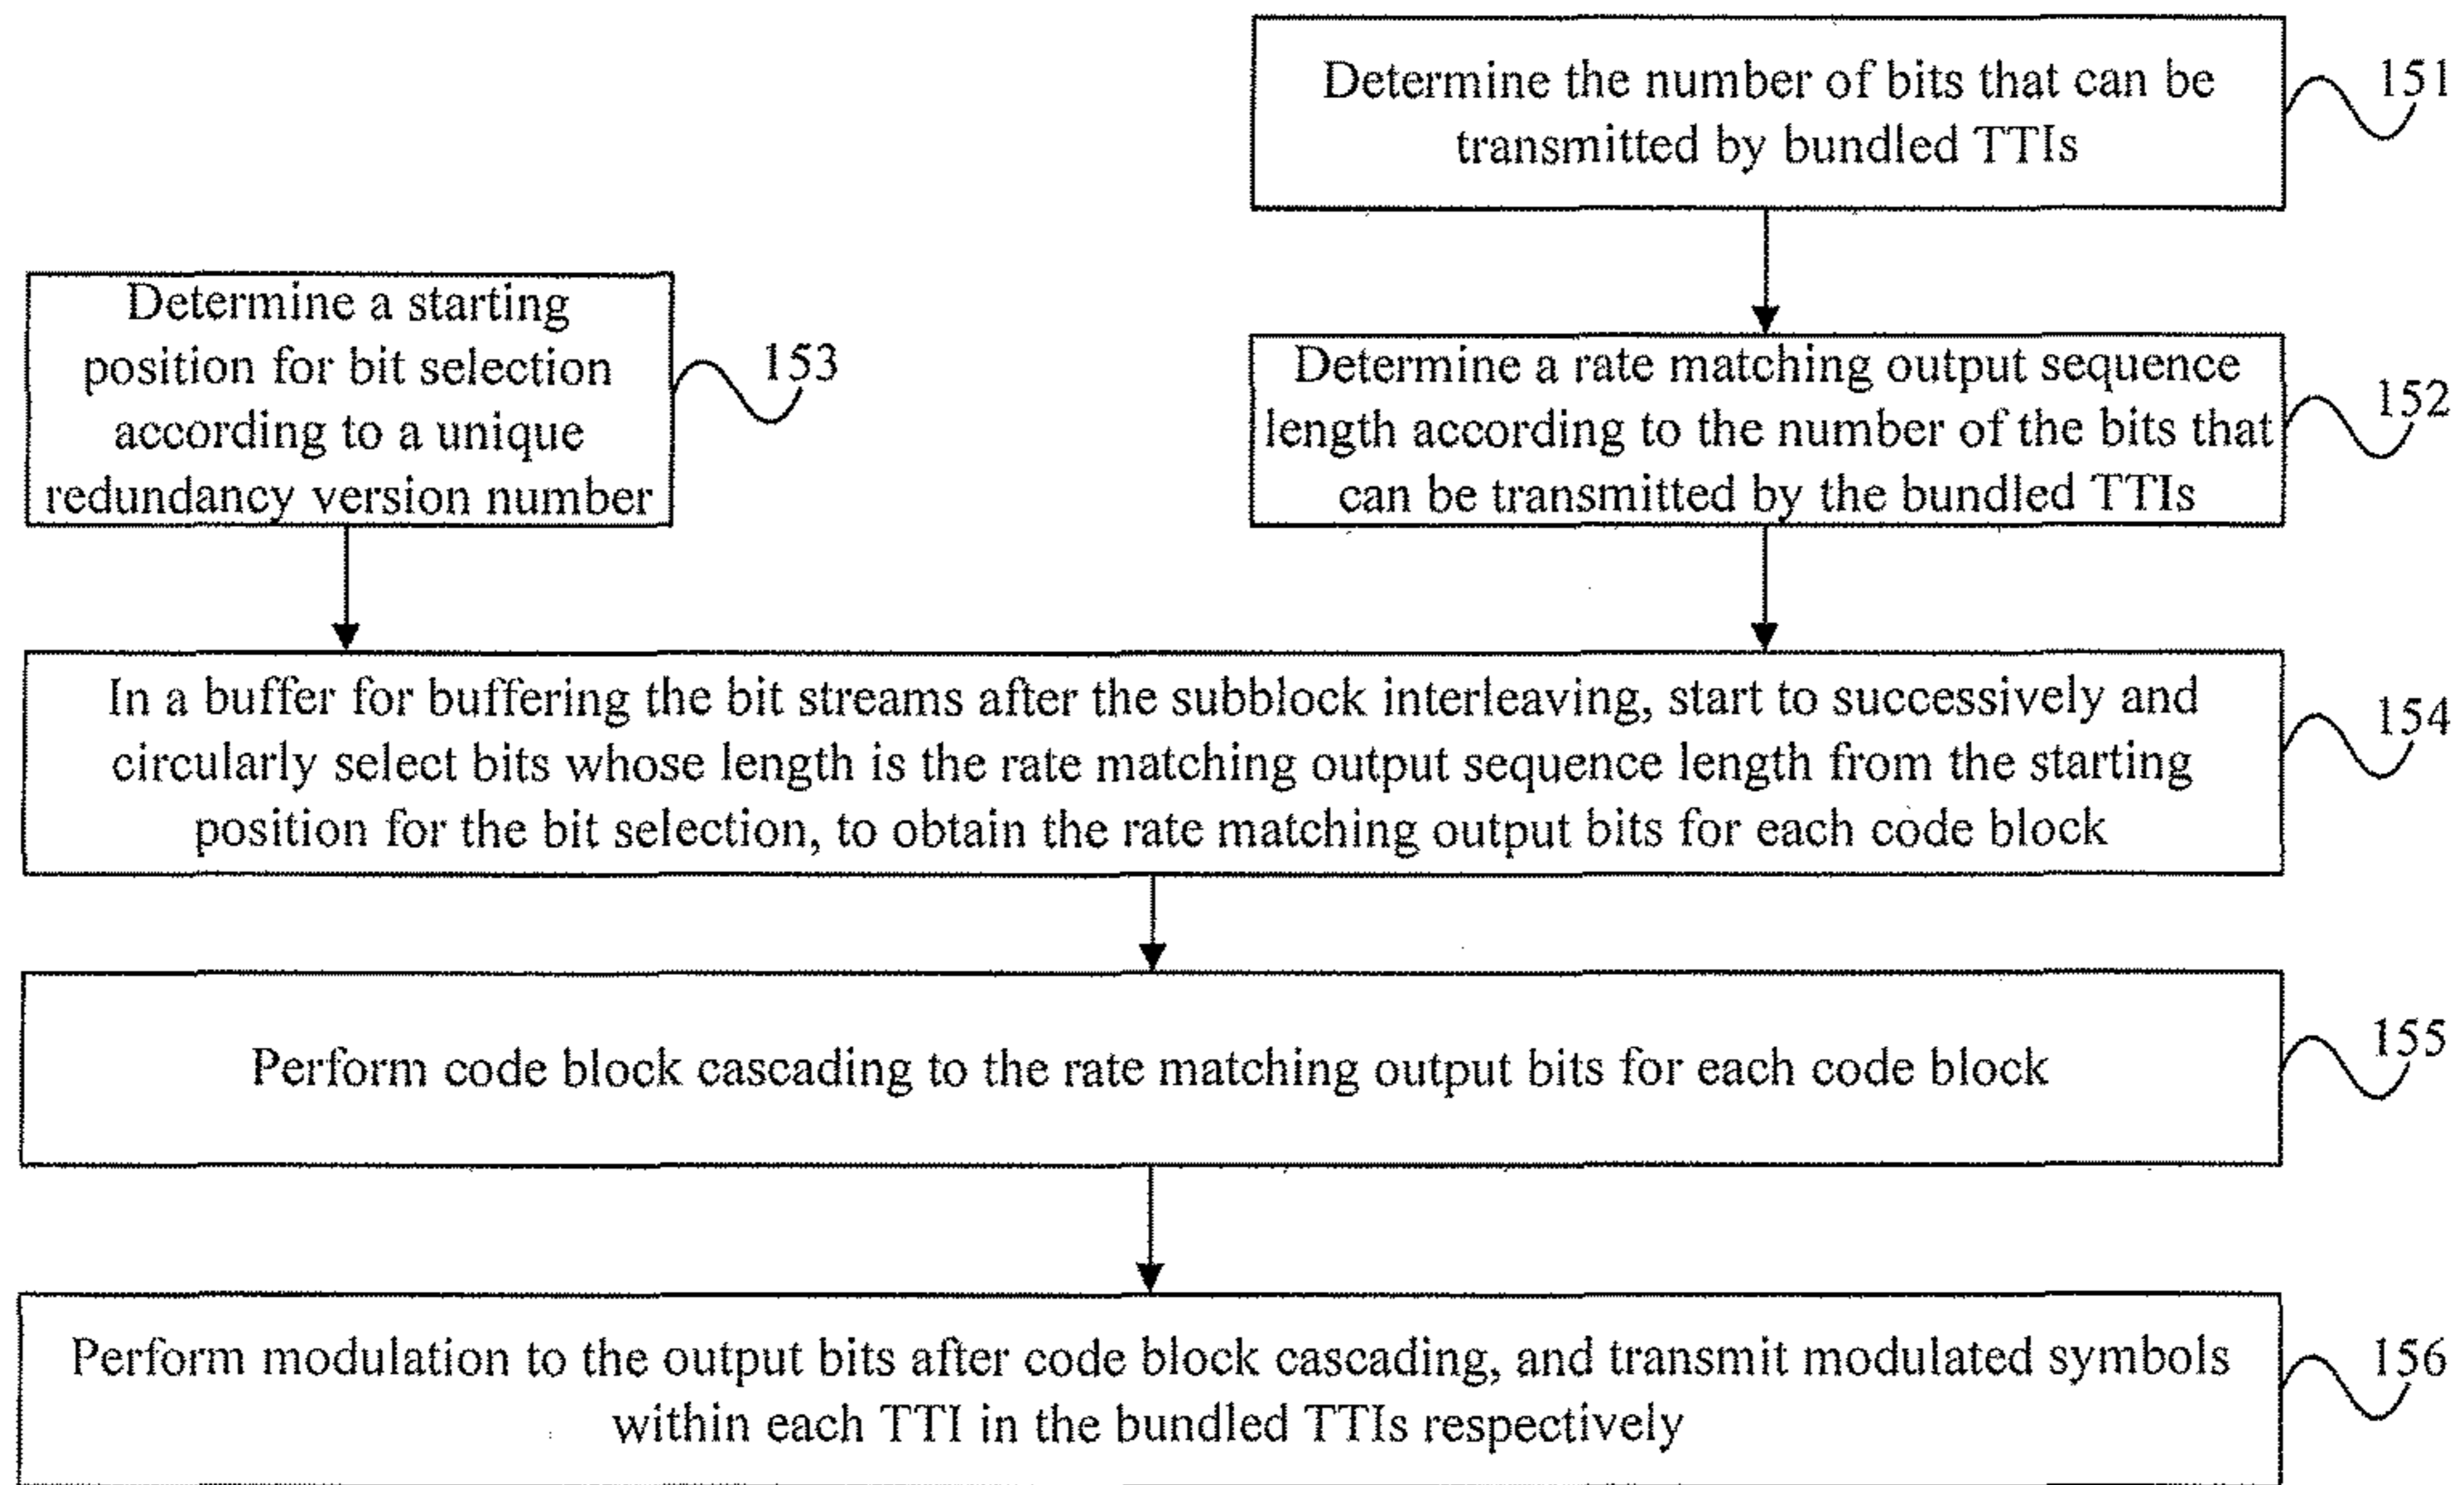 Determine the number of bits that can be
transmitted by bundled TTIs
151
Determine a starting
position for bit selection
according to a unique
redundancy version number
153
Determine a rate matching output sequence
length according to the number of the bits that
can be transmitted by the bundled TTIs
152
In a buffer for buffering the bit streams after the subblock interleaving, start to successively and
circularly select bits whose length is the rate matching output sequence length from the starting
position for the bit selection, to obtain the rate matching output bits for each code block
154
Perform code block cascading to the rate matching output bits for each code block
155
Perform modulation to the output bits after code block cascading, and transmit modulated symbols
within each TTI in the bundled TTIs respectively
156